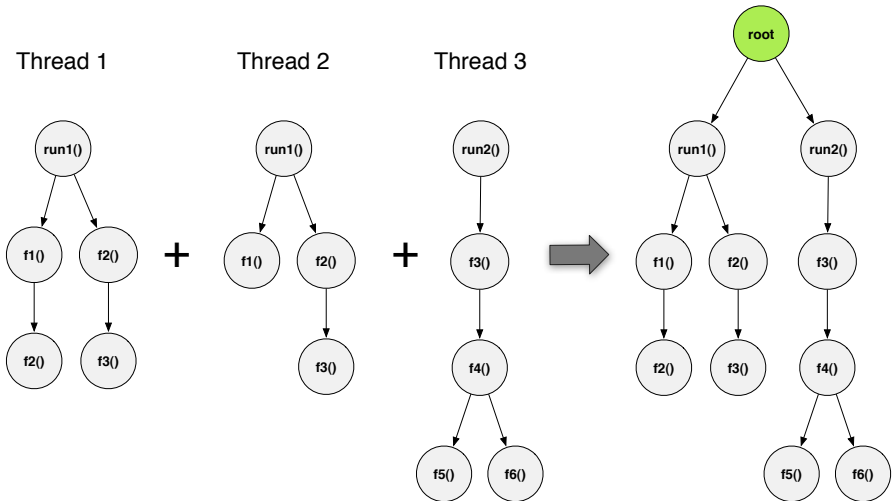 root
Thread 1
Thread 2
Thread 3
run1()
run1()
run2()
run1()
run2()
f1()
f2()
+
f1()
f2()
+
f3()
f1()
f2()
f3()
f2()
f3()
f3()
f4()
f2()
f3()
f4()
f5()
f6()
f5()
f6()